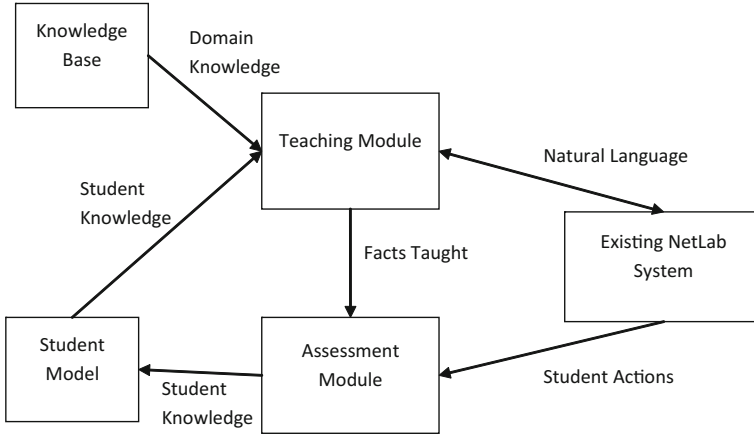 Knowledge
Base
Domain
Knowledge
Teaching Module
Natural Language
Student
Knowledge
Existing NetLab
System
Facts Taught
Student
Model
Assessment
Module
Student
Knowledge
Student Actions